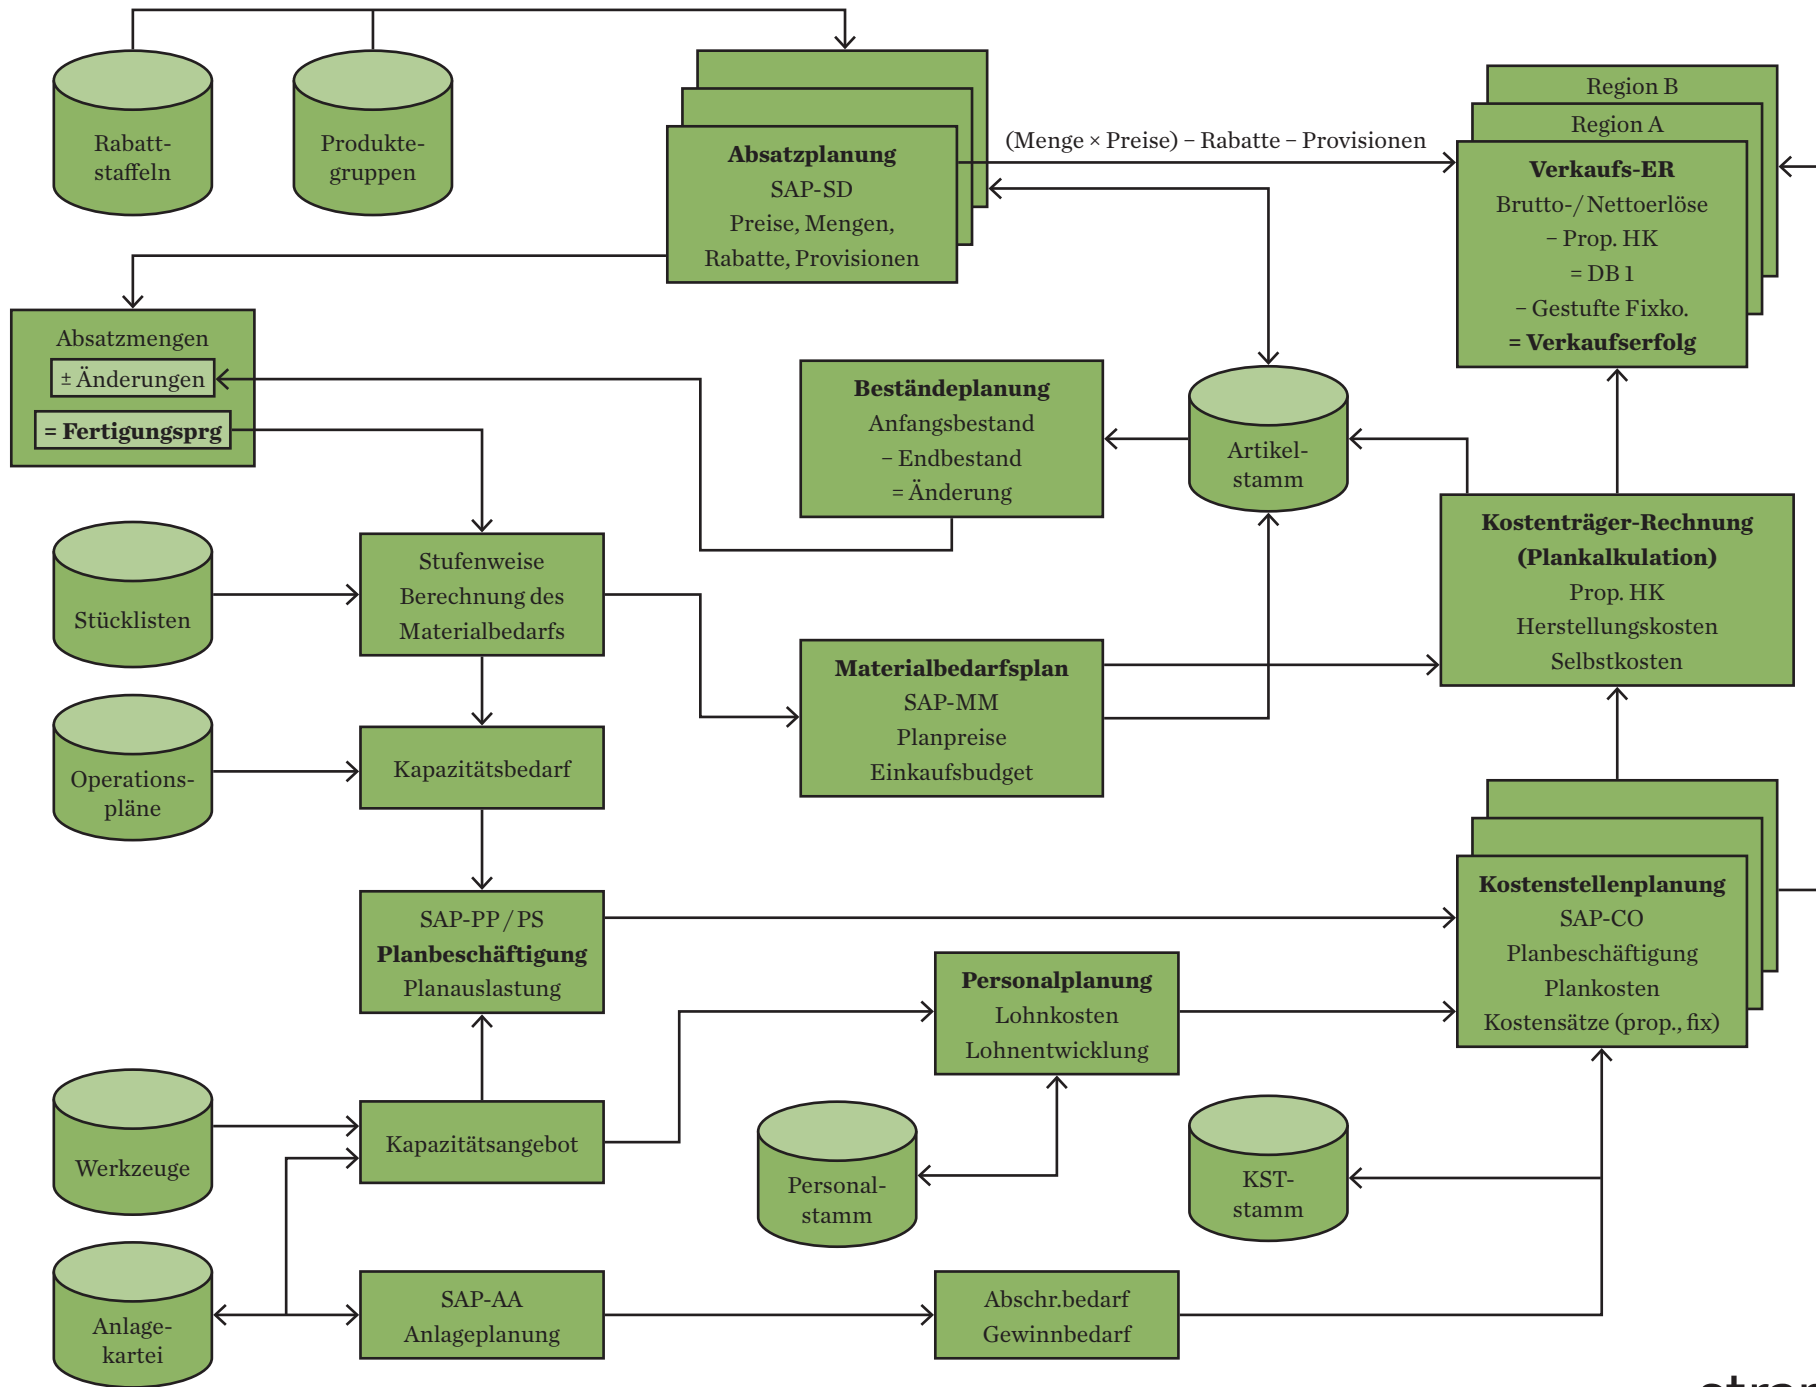 Rabatt-
staffeln
Produkte-
gruppen
Absatzplanung
SAP-SD
Preise, Mengen,
Rabatte, Provisionen
(Menge × Preise) – Rabatte – Provisionen
Region B
Region A
Verkaufs-ER
Brutto-/Nettoerlöse
– Prop. HK
= DB 1
– Gestufte Fixko.
= Verkaufserfolg
Absatzmengen
± Änderungen
= Fertigungsprg
Beständeplanung
Anfangsbestand
– Endbestand
= Änderung
Artikel-
stamm
Kostenträger-Rechnung
(Plankalkulation)
Prop. HK
Herstellungskosten
Selbstkosten
Stücklisten
Stufenweise
Berechnung des
Materialbedarfs
Materialbedarfsplan
SAP-MM
Planpreise
Einkaufsbudget
Operations-
pläne
Kapazitätsbedarf
SAP-PP / PS
Planbeschäftigung
Planauslastung
Kostenstellenplanung
SAP-CO
Planbeschäftigung
Plankosten
Kostensätze (prop., fix)
Personalplanung
Lohnkosten
Lohnentwicklung
Werkzeuge
Kapazitätsangebot
Personal-
stamm
KST-
stamm
Anlage-
kartei
SAP-AA
Anlageplanung
Abschr.bedarf
Gewinnbedarf